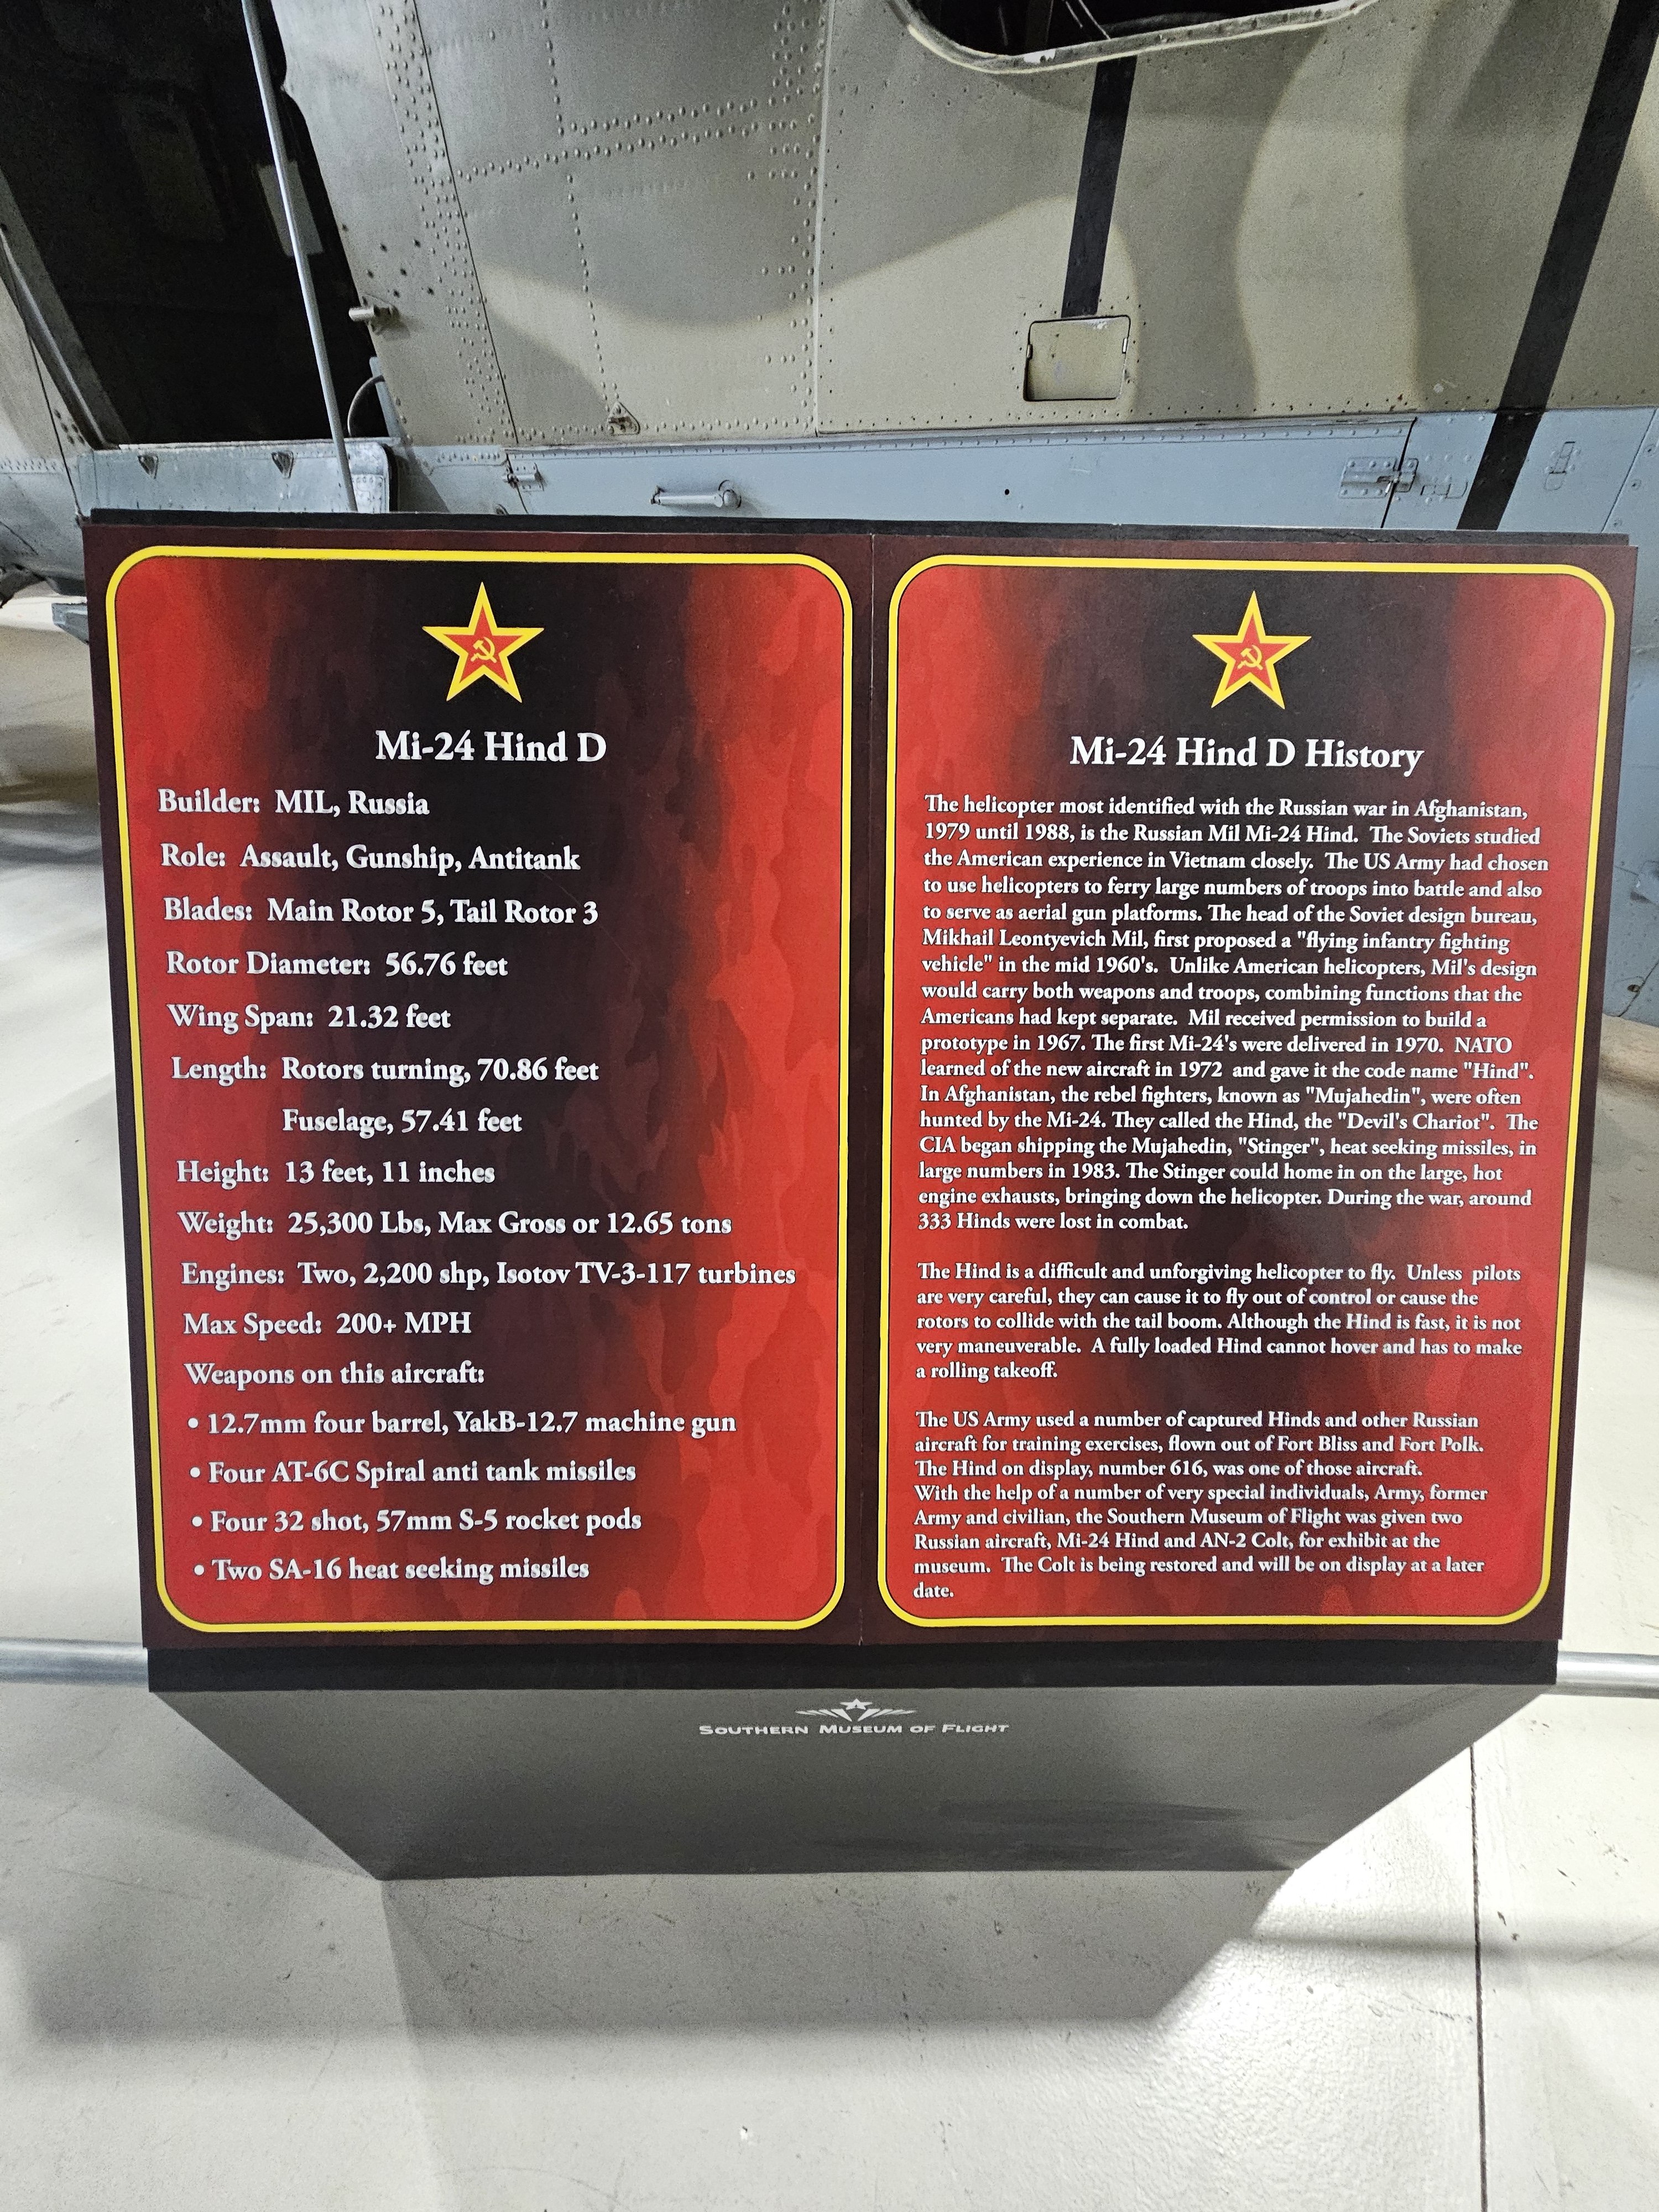 Mi-24 Hind D
Builder: MIL, Russia
Role: Assault, Gunship, Antitank
Blades: Main Rotor 5, Tail Rotor 3
Rotor Diameter: 56.76 feet
Wing Span: 21.32 feet
Length: Rotors turning, 70.86 feet
Fuselage, 57.41 feet
Height: 13 feet, 11 inches
Weight: 25,300 Lbs, Max Gross or 12.65 tons
Engines: Two, 2,200 shp, Isotov TV-3-117 turbines
Max Speed: 200+ MPH
Weapons on this aircraft:
• 12.7mm four barrel, YakB-12.7 machine gun
• Four AT-6C Spiral anti tank missiles
• Four 32 shot, 57mm S-5 rocket pods
• Two SA-16 heat seeking missiles
Mi-24 Hind D History
The helicopter most identified with the Russian war in Afghanistan,
1979 until 1988, is the Russian Mil Mi-24 Hind. The Soviets studied
the American experience in Vietnam closely. The US Army had chosen
to use helicopters to ferry large numbers of troops into battle and also
to serve as aerial gun platforms. The head of the Soviet design bureau,
Mikhail Leontyevich Mil, first proposed a "flying infantry fighting
vehicle" in the mid 1960's. Unlike American helicopters, Mil's design
would carry both weapons and troops, combining functions that the
Americans had kept separate. Mil received permission to build a
prototype in 1967. The first Mi-24's were delivered in 1970. NATO
learned of the new aircraft in 1972 and gave it the code name "Hind".
In Afghanistan, the rebel fighters, known as "Mujahedin", were often
hunted by the Mi-24. They called the Hind, the "Devil's Chariot". The
CIA began shipping the Mujahedin, "Stinger", heat seeking missiles, in
large numbers in 1983. The Stinger could home in on the large, hot
engine exhausts, bringing down the helicopter. During the war, around
333 Hinds were lost in combat.
The Hind is a difficult and unforgiving helicopter to fly. Unless pilots
are very careful, they can cause it to fly out of control or cause the
rotors to collide with the tail boom. Although the Hind is fast, it is not
very maneuverable. A fully loaded Hind cannot hover and has to make
a rolling takeoff.
The US Army used a number of captured Hinds and other Russian
aircraft for training exercises, flown out of Fort Bliss and Fort Polk.
The Hind on display, number 616, was one of those aircraft.
With the help of a number of very special individuals, Army, former
Army and civilian, the Southern Museum of Flight was given two
Russian aircraft, Mi-24 Hind and AN-2 Colt, for exhibit at the
museum. The Colt is being restored and will be on display at a later
date.
SOUTHERN MUSEUM OF FLIGHT